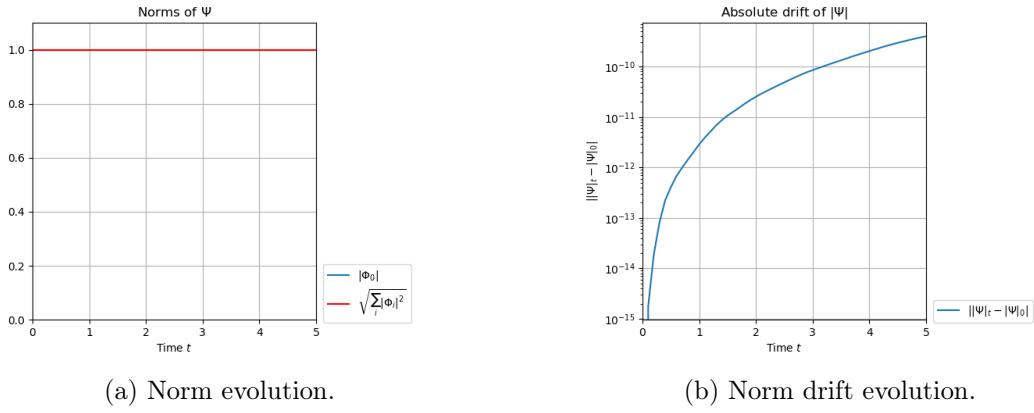 Norms of Ψ
1.0
0.8
0.6
0.4
0.2
0.0
0 1 2 3 4 5
Time t
|Φ₀|
√∑ᵢ|Φᵢ|²
(a) Norm evolution.
Absolute drift of |Ψ|
||Ψ|ₜ − |Ψ|₀|
10⁻¹⁰
10⁻¹¹
10⁻¹²
10⁻¹³
10⁻¹⁴
10⁻¹⁵
0 1 2 3 4 5
Time t
||Ψ|ₜ − |Ψ|₀|
(b) Norm drift evolution.